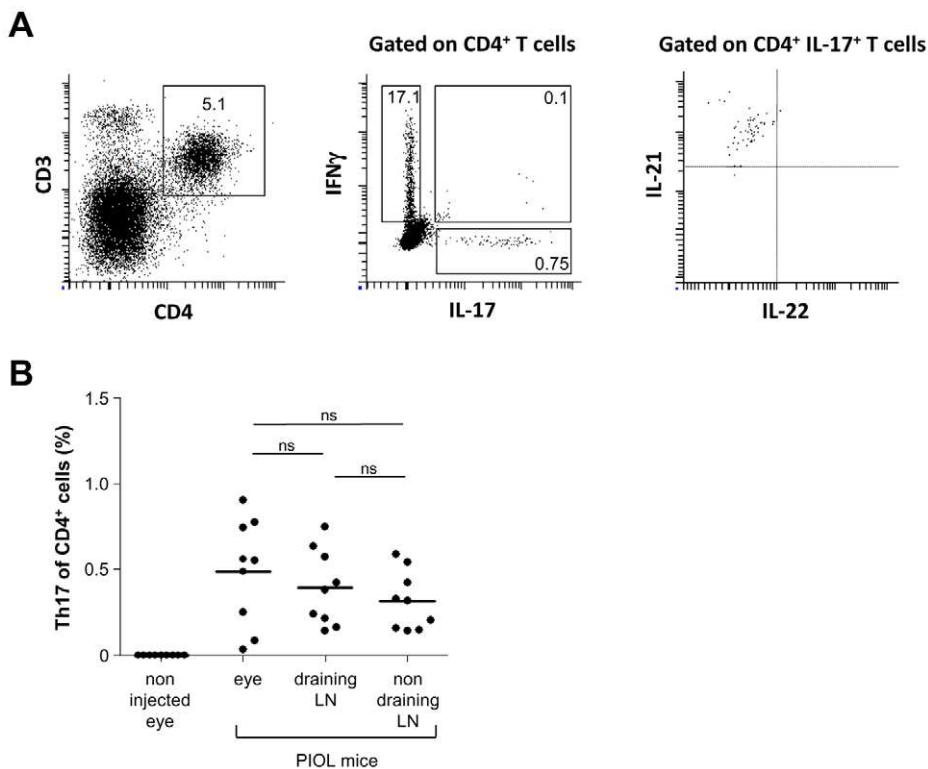 A
Gated on CD4⁺ T cells
Gated on CD4⁺ IL-17⁺ T cells
5.1
17.1
0.1
0.75
CD3
IFNγ
IL-21
CD4
IL-17
IL-22
B
1.5
1.0
0.5
0
Th17 of CD4⁺ cells (%)
ns
ns
ns
non
injected
eye
eye
draining
LN
non
draining
LN
PIOL mice